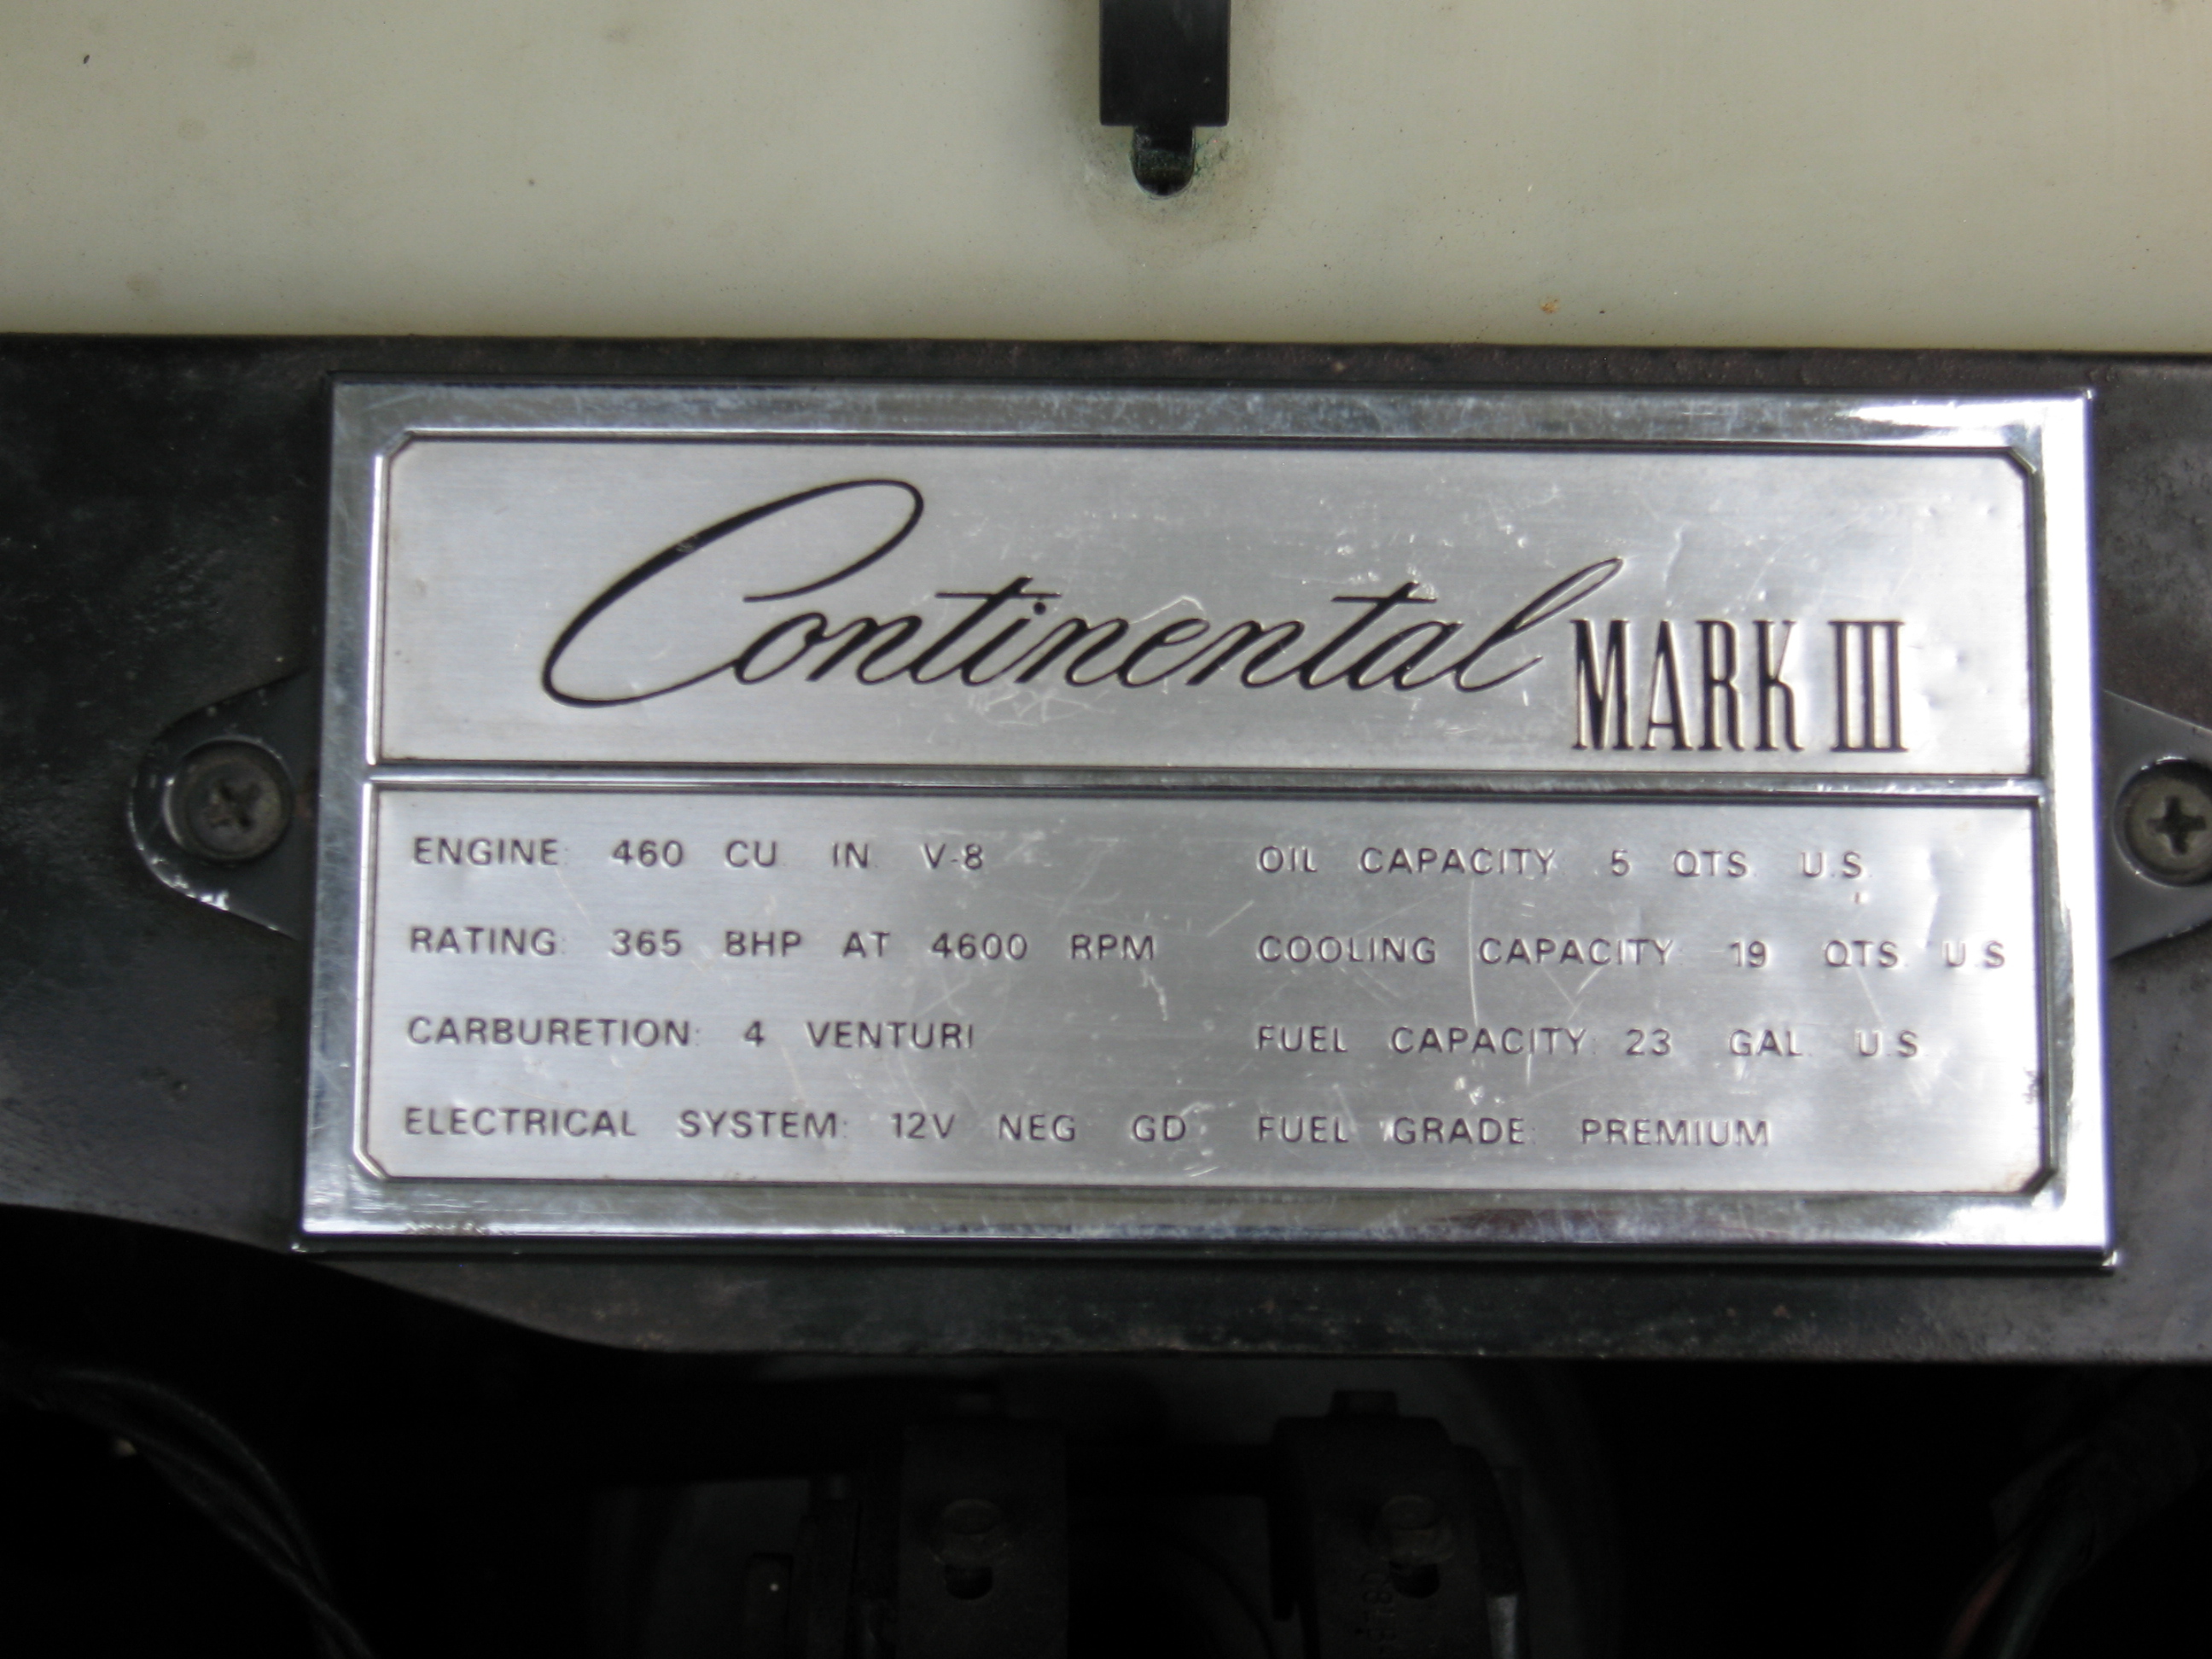 Continental MARK III
ENGINE: 460 CU. IN. V-8
RATING: 365 BHP AT 4600 RPM
CARBURETION: 4 VENTURI
ELECTRICAL SYSTEM: 12V NEG. GD.
OIL CAPACITY: 5 QTS. U.S.
COOLING CAPACITY: 19 QTS. U.S.
FUEL CAPACITY: 23 GAL. U.S.
FUEL GRADE: PREMIUM